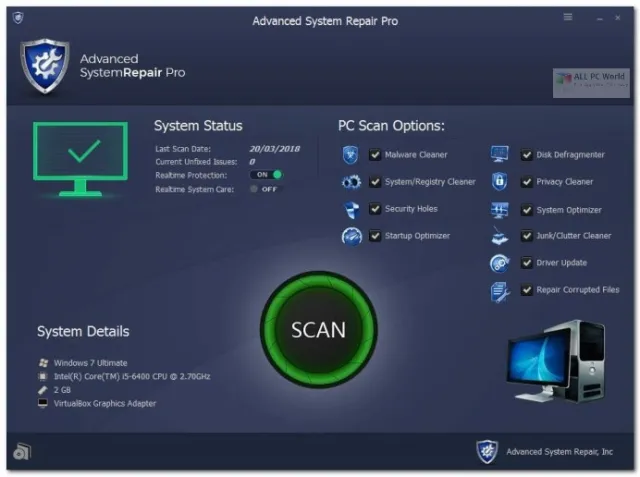 Advanced System Repair Pro
Advanced
SystemRepair Pro
ALL PC World
System Status
Last Scan Date: 20/03/2018
Current Unfixed Issues: 0
Realtime Protection: ON
Realtime System Care: OFF
PC Scan Options:
Malware Cleaner
System/Registry Cleaner
Security Holes
Startup Optimizer
Disk Defragmenter
Privacy Cleaner
System Optimizer
Junk/Clutter Cleaner
Driver Update
Repair Corrupted Files
SCAN
System Details
Windows 7 Ultimate
Intel(R) Core(TM) i5-6400 CPU @ 2.70GHz
2 GB
VirtualBox Graphics Adapter
Advanced System Repair, Inc